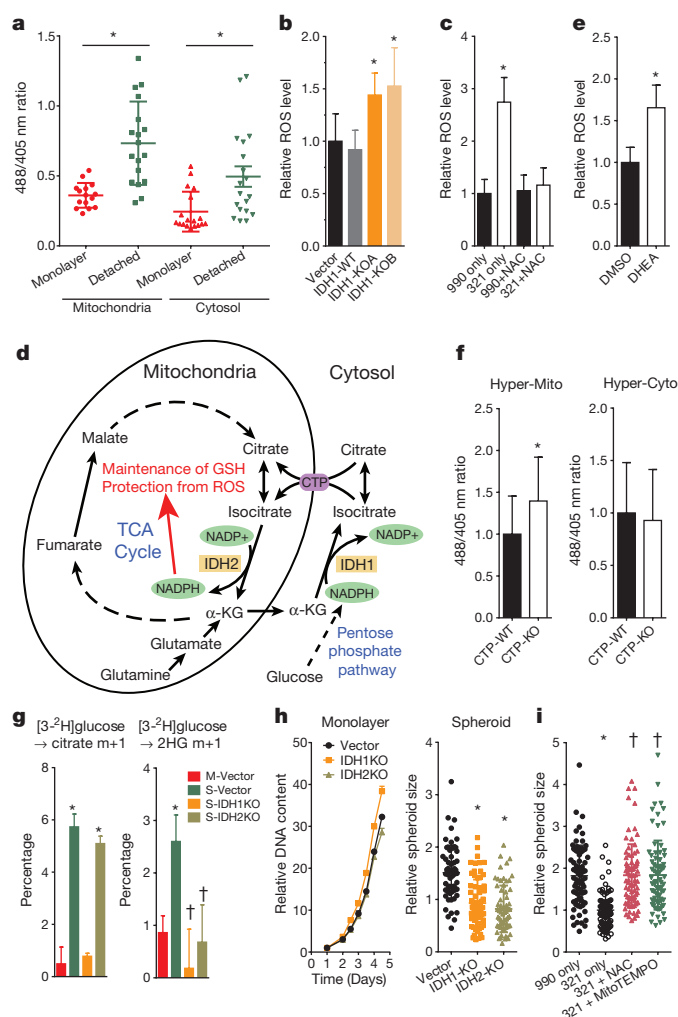 a
488/405 nm ratio
1.5
1.0
0.5
0.0
*
*
Monolayer
Detached
Monolayer
Detached
Mitochondria
Cytosol
b
Relative ROS level
2.0
1.5
1.0
0.5
0.0
*
*
Vector
IDH1-WT
IDH1-KOA
IDH1-KOB
c
Relative ROS level
4
3
2
1
0
*
990 only
321 only
990+NAC
321+NAC
e
Relative ROS level
2.5
2.0
1.5
1.0
0.5
0
*
DMSO
DHEA
d
Mitochondria
Cytosol
Malate
Citrate
Citrate
Maintenance of GSH
Protection from ROS
CTP
Isocitrate
Isocitrate
TCA
Cycle
NADP+
NADP+
Fumarate
IDH2
IDH1
NADPH
NADPH
α-KG
α-KG
Glutamate
Glutamine
Glucose
Pentose
phosphate
pathway
f
Hyper-Mito
488/405 nm ratio
2.5
2.0
1.5
1.0
0.5
0.0
*
CTP-WT
CTP-KO
Hyper-Cyto
488/405 nm ratio
2.0
1.5
1.0
0.5
0.0
CTP-WT
CTP-KO
g
[3-²H]glucose
→ citrate m+1
Percentage
6
3
0
*
*
[3-²H]glucose
→ 2HG m+1
Percentage
3
2
1
0
*
†
†
M-Vector
S-Vector
S-IDH1KO
S-IDH2KO
h
Monolayer
Relative DNA content
50
40
30
20
10
0
0
1
2
3
4
5
Time (Days)
Vector
IDH1KO
IDH2KO
Spheroid
Relative spheroid size
4
3
2
1
0
*
*
Vector
IDH1-KO
IDH2-KO
i
Relative spheroid size
5
4
3
2
1
0
*
†
†
990 only
321 only
321 + NAC
321 + MitoTEMPO